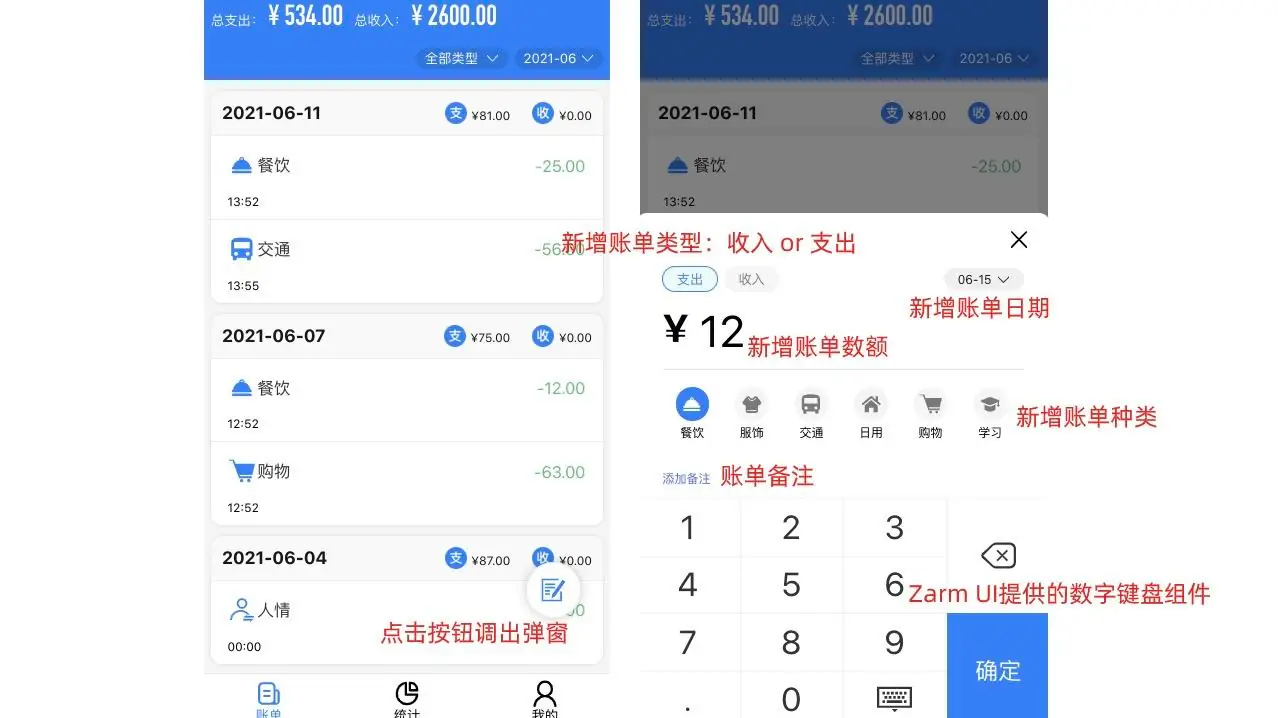 总支出： ¥ 534.00 总收入： ¥ 2600.00
全部类型 2021-06
2021-06-11 支 ¥81.00 收 ¥0.00
餐饮 -25.00
13:52
交通
13:55
2021-06-07 支 ¥75.00 收 ¥0.00
餐饮 -12.00
12:52
购物 -63.00
12:52
2021-06-04 支 ¥87.00 收 ¥0.00
人情
00:00
点击按钮调出弹窗
账单 统计 我的
总支出： ¥ 534.00 总收入： ¥ 2600.00
全部类型 2021-06
2021-06-11 支 ¥81.00 收 ¥0.00
餐饮 -25.00
13:52
新增账单类型：收入 or 支出
支出 收入 06-15
新增账单日期
¥ 12
新增账单数额
餐饮 服饰 交通 日用 购物 学习
新增账单种类
添加备注 账单备注
1 2 3
4 5 6
Zarm UI提供的数字键盘组件
7 8 9
确定
. 0